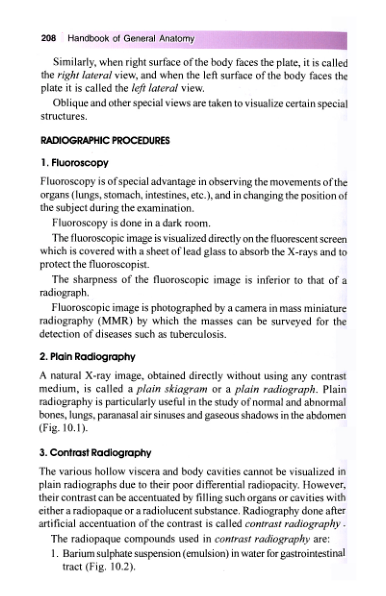 208 Handbook of General Anatomy
Similarly, when right surface of the body faces the plate, it is called
the right lateral view, and when the left surface of the body faces the
plate it is called the left lateral view.
Oblique and other special views are taken to visualize certain special
structures.
RADIOGRAPHIC PROCEDURES
1. Fluoroscopy
Fluoroscopy is of special advantage in observing the movements of the
organs (lungs, stomach, intestines, etc.), and in changing the position of
the subject during the examination.
Fluoroscopy is done in a dark room.
The fluoroscopic image is visualized directly on the fluorescent screen
which is covered with a sheet of lead glass to absorb the X-rays and to
protect the fluoroscopist.
The sharpness of the fluoroscopic image is inferior to that of a
radiograph.
Fluoroscopic image is photographed by a camera in mass miniature
radiography (MMR) by which the masses can be surveyed for the
detection of diseases such as tuberculosis.
2. Plain Radiography
A natural X-ray image, obtained directly without using any contrast
medium, is called a plain skiagram or a plain radiograph. Plain
radiography is particularly useful in the study of normal and abnormal
bones, lungs, paranasal air sinuses and gaseous shadows in the abdomen
(Fig. 10.1).
3. Contrast Radiography
The various hollow viscera and body cavities cannot be visualized in
plain radiographs due to their poor differential radiopacity. However,
their contrast can be accentuated by filling such organs or cavities with
either a radiopaque or a radiolucent substance. Radiography done after
artificial accentuation of the contrast is called contrast radiography.
The radiopaque compounds used in contrast radiography are:
1. Barium sulphate suspension (emulsion) in water for gastrointestinal
tract (Fig. 10.2).